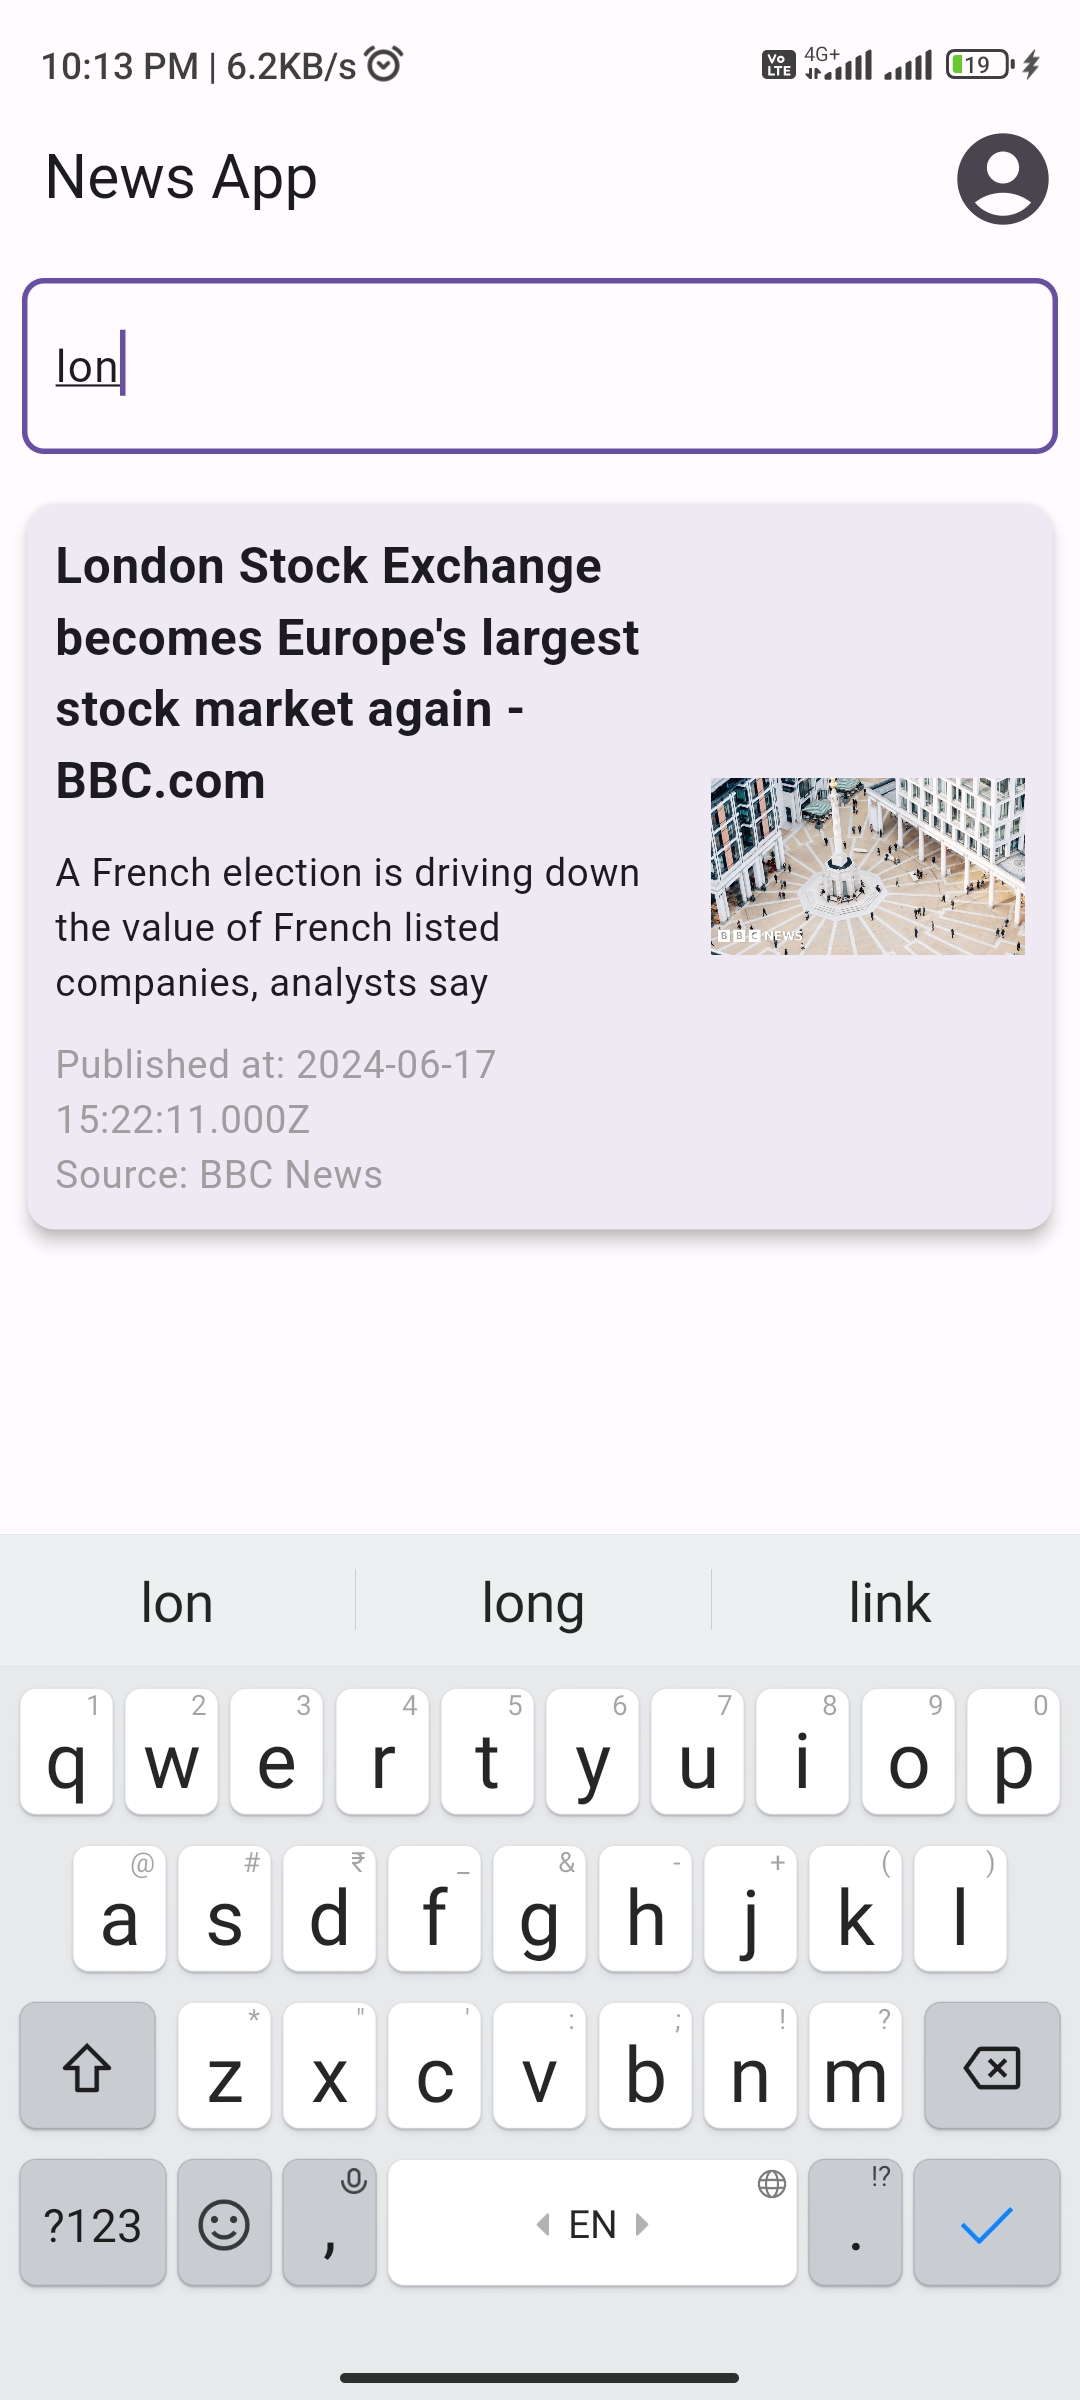 10:13 PM | 6.2KB/s Vo LTE 4G+ 19
News App
lon
London Stock Exchange
becomes Europe's largest
stock market again -
BBC.com
A French election is driving down
the value of French listed
companies, analysts say
BBC NEWS
Published at: 2024-06-17
15:22:11.000Z
Source: BBC News
lon long link
1 2 3 4 5 6 7 8 9 0
q w e r t y u i o p
@ # ₹ _ & - + ( )
a s d f g h j k l
* " ' : ; ! ?
z x c v b n m
!?
?123 , EN .